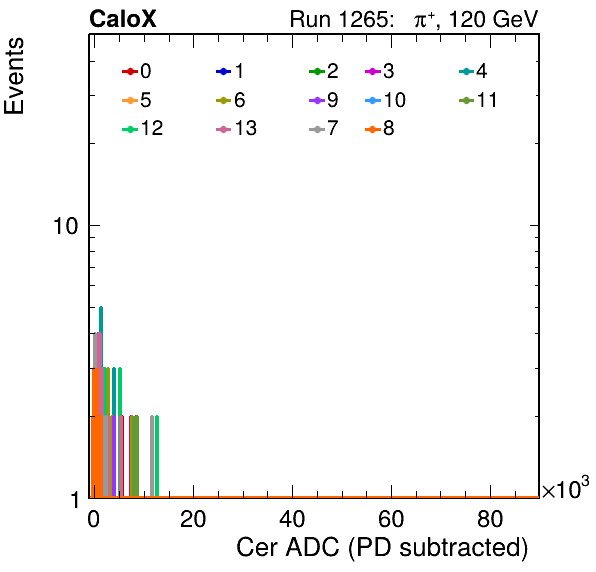 CaloX Run 1265: π+, 120 GeV
Events
0 1 2 3 4
5 6 9 10 11
12 13 7 8
10
1
×10³
0 20 40 60 80
Cer ADC (PD subtracted)